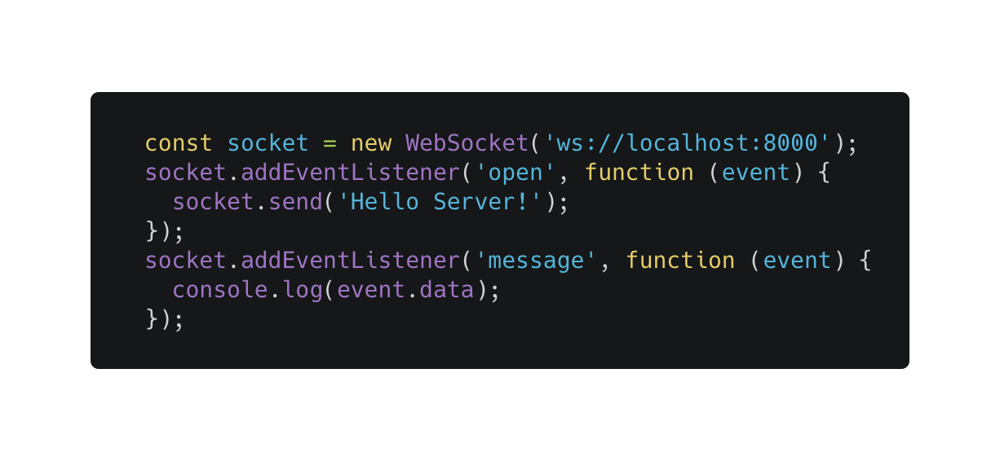 const socket = new WebSocket('ws://localhost:8000');
socket.addEventListener('open', function (event) {
  socket.send('Hello Server!');
});
socket.addEventListener('message', function (event) {
  console.log(event.data);
});